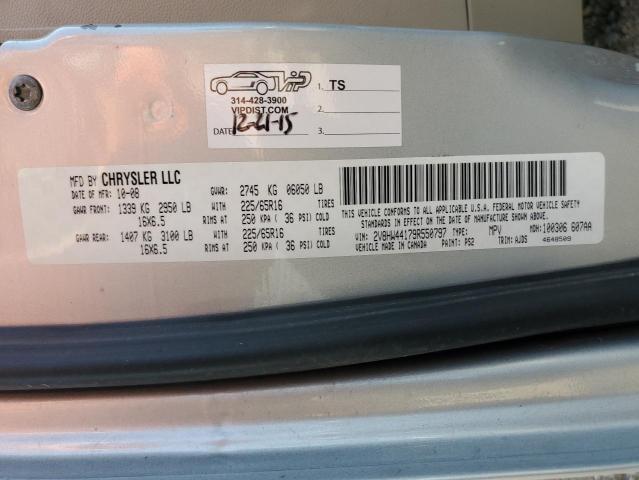 VIP
314-428-3900
VIPDIST.COM
DATE 12-21-15
1. TS
2.
3.
MFD BY CHRYSLER LLC
DATE OF MFR: 10-08 GVWR: 2745 KG 06050 LB
GAWR FRONT: 1339 KG 2950 LB WITH 225/65R16 TIRES
16X6.5 RIMS AT 250 KPA ( 36 PSI) COLD
GAWR REAR: 1407 KG 3100 LB WITH 225/65R16 TIRES
16X6.5 RIMS AT 250 KPA ( 36 PSI) COLD
THIS VEHICLE CONFORMS TO ALL APPLICABLE U.S.A. FEDERAL MOTOR VEHICLE SAFETY
STANDARDS IN EFFECT ON THE DATE OF MANUFACTURE SHOWN ABOVE
VIN: 2V8HW44179R550797 TYPE: MPV MDH: 100306 607AA
VEHICLE MADE IN CANADA PAINT: PS2 TRIM: AJDS 4648509